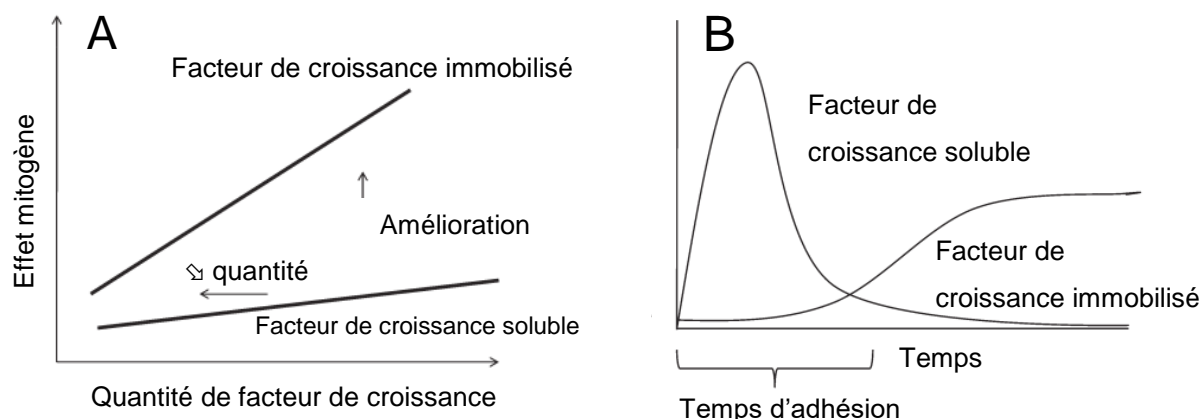 A
Facteur de croissance immobilisé
Effet mitogène
Amélioration
⇘ quantité
Facteur de croissance soluble
Quantité de facteur de croissance
B
Facteur de
croissance soluble
Facteur de
croissance immobilisé
Temps
Temps d’adhésion